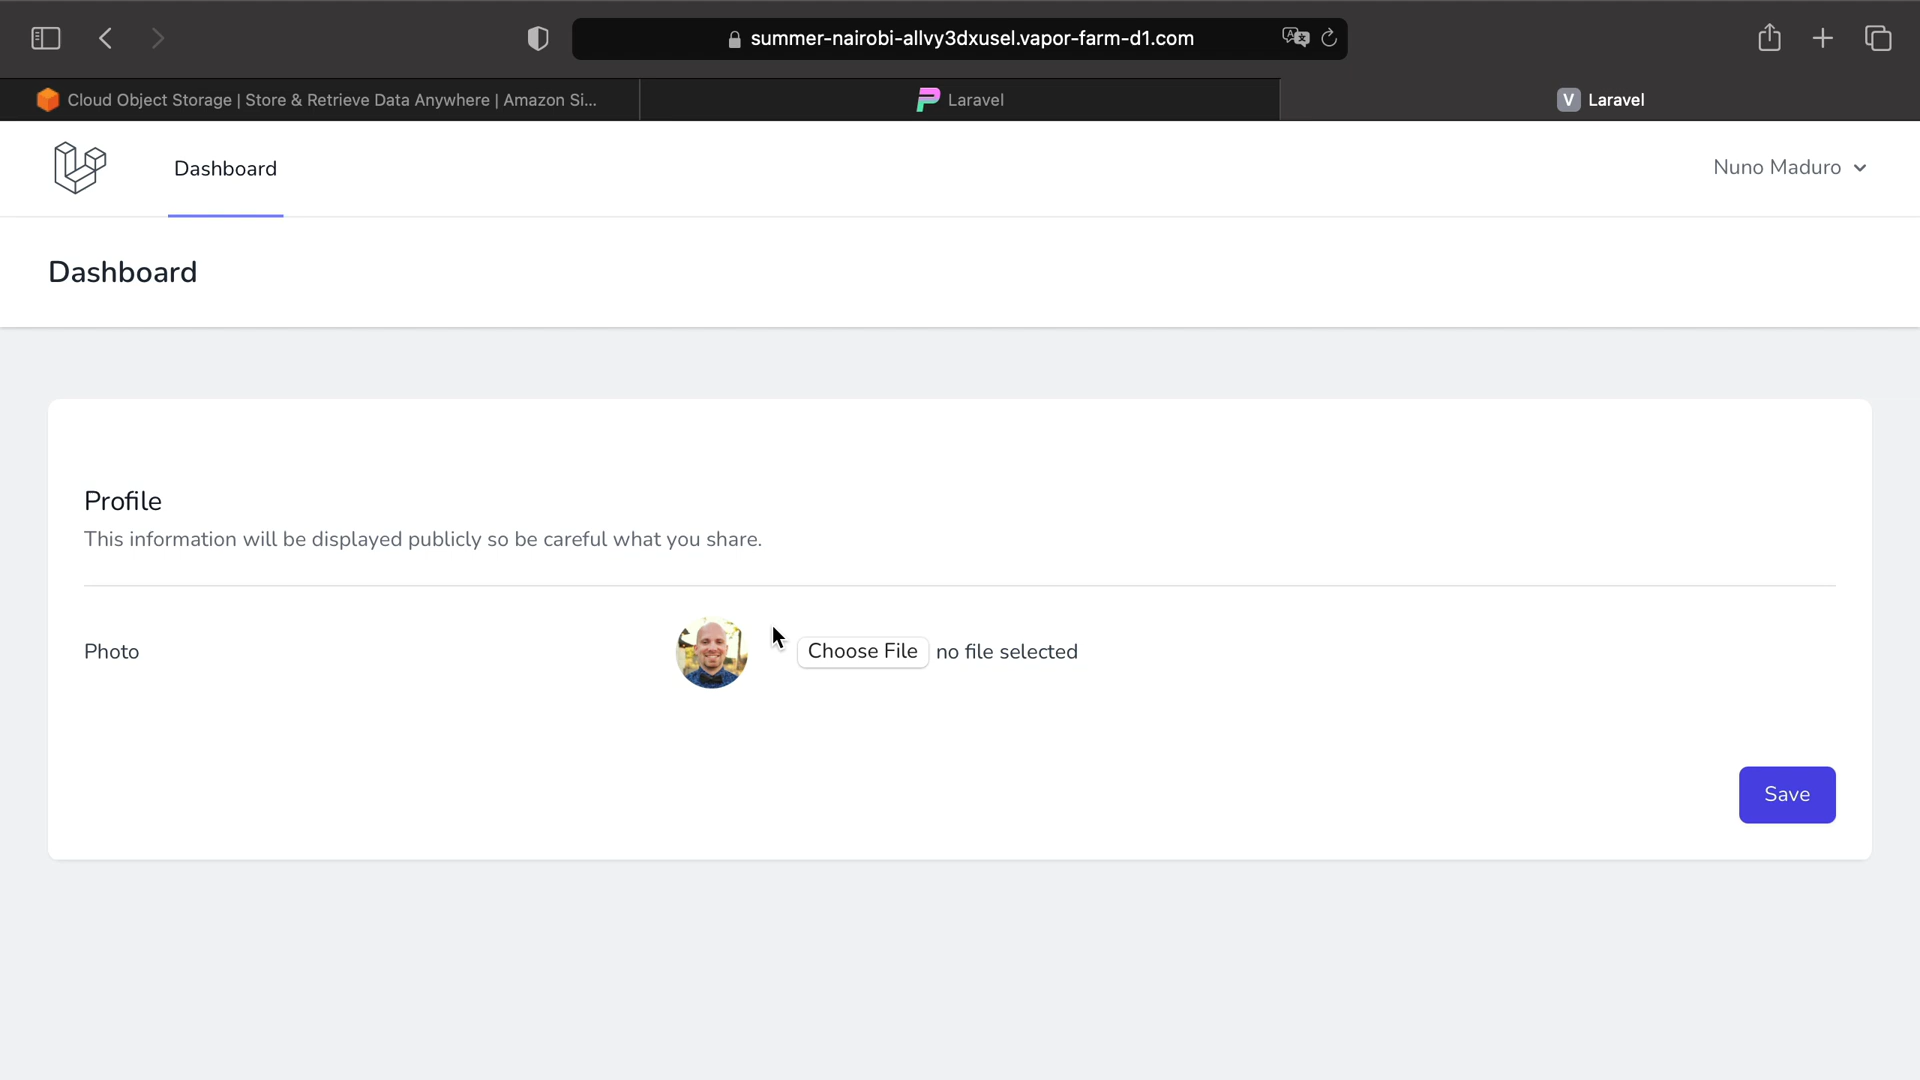 summer-nairobi-allvy3dxusel.vapor-farm-d1.com
Cloud Object Storage | Store & Retrieve Data Anywhere | Amazon Si...
Laravel
V Laravel
Dashboard
Nuno Maduro
Dashboard
Profile
This information will be displayed publicly so be careful what you share.
Photo
Choose File no file selected
Save